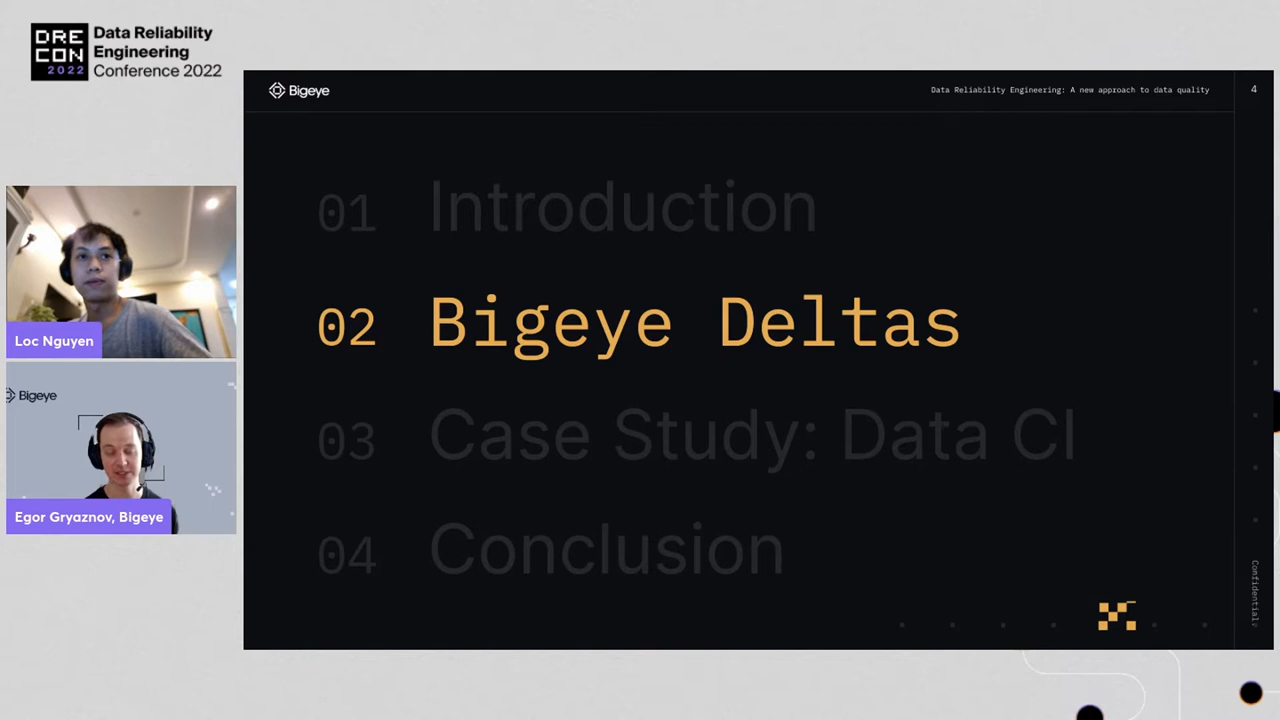 DRE
CON
2022
Data Reliability
Engineering
Conference 2022
Bigeye
Data Reliability Engineering: A new approach to data quality
4
01 Introduction
02 Bigeye Deltas
03 Case Study: Data CI
04 Conclusion
Confidential
Loc Nguyen
Bigeye
Egor Gryaznov, Bigeye